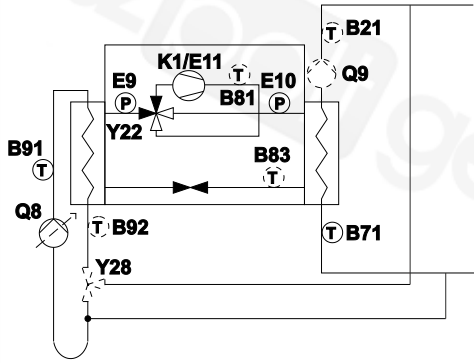 T B21
K1/E11
T
E9 E10 T Q9
P B81 P
Y22
B91
T B83
T
Q8
T B92 T B71
Y28